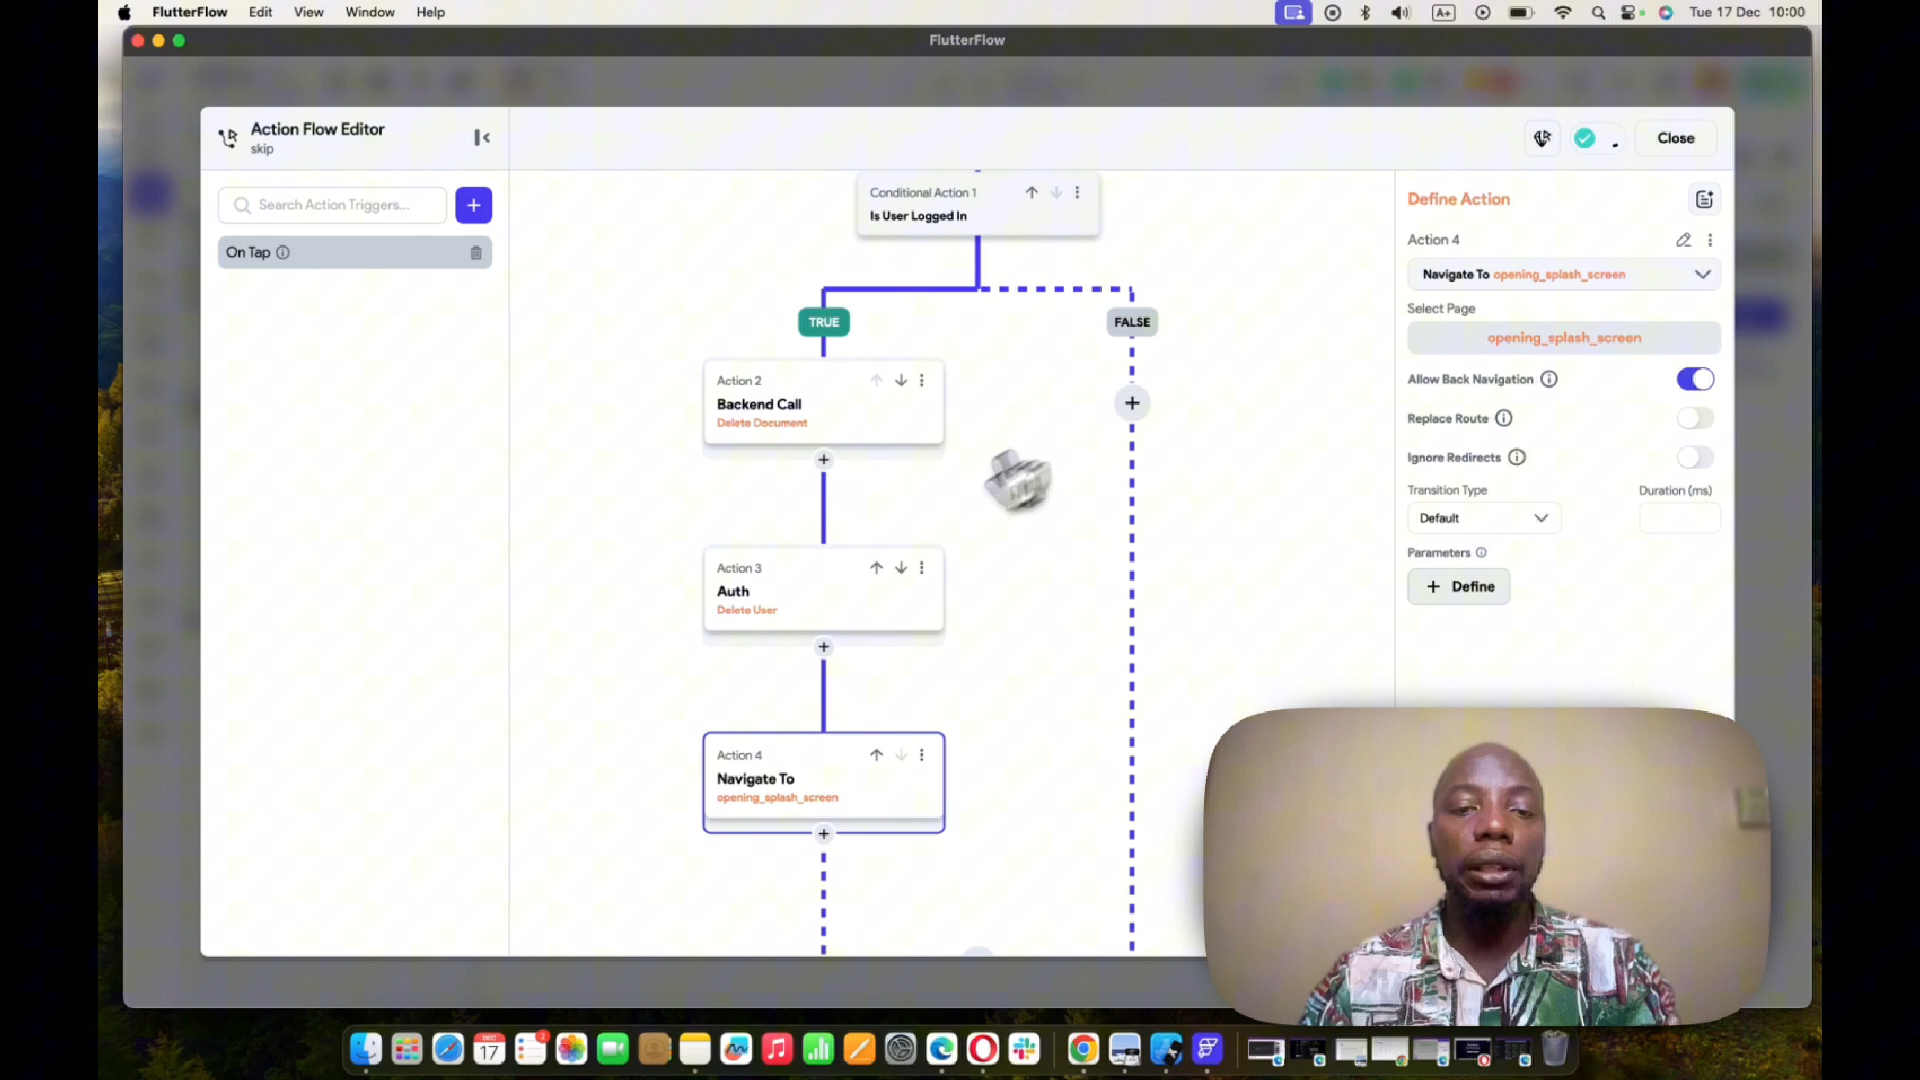 FlutterFlow Edit View Window Help
A+ Tue 17 Dec 10:00
FlutterFlow
Action Flow Editor
skip
Close
Search Action Triggers...
On Tap
Conditional Action 1
Is User Logged In
TRUE
FALSE
Action 2
Backend Call
Delete Document
Action 3
Auth
Delete User
Action 4
Navigate To
opening_splash_screen
Define Action
Action 4
Navigate To opening_splash_screen
Select Page
opening_splash_screen
Allow Back Navigation
Replace Route
Ignore Redirects
Transition Type
Duration (ms)
Default
Parameters
+ Define
DEC
17